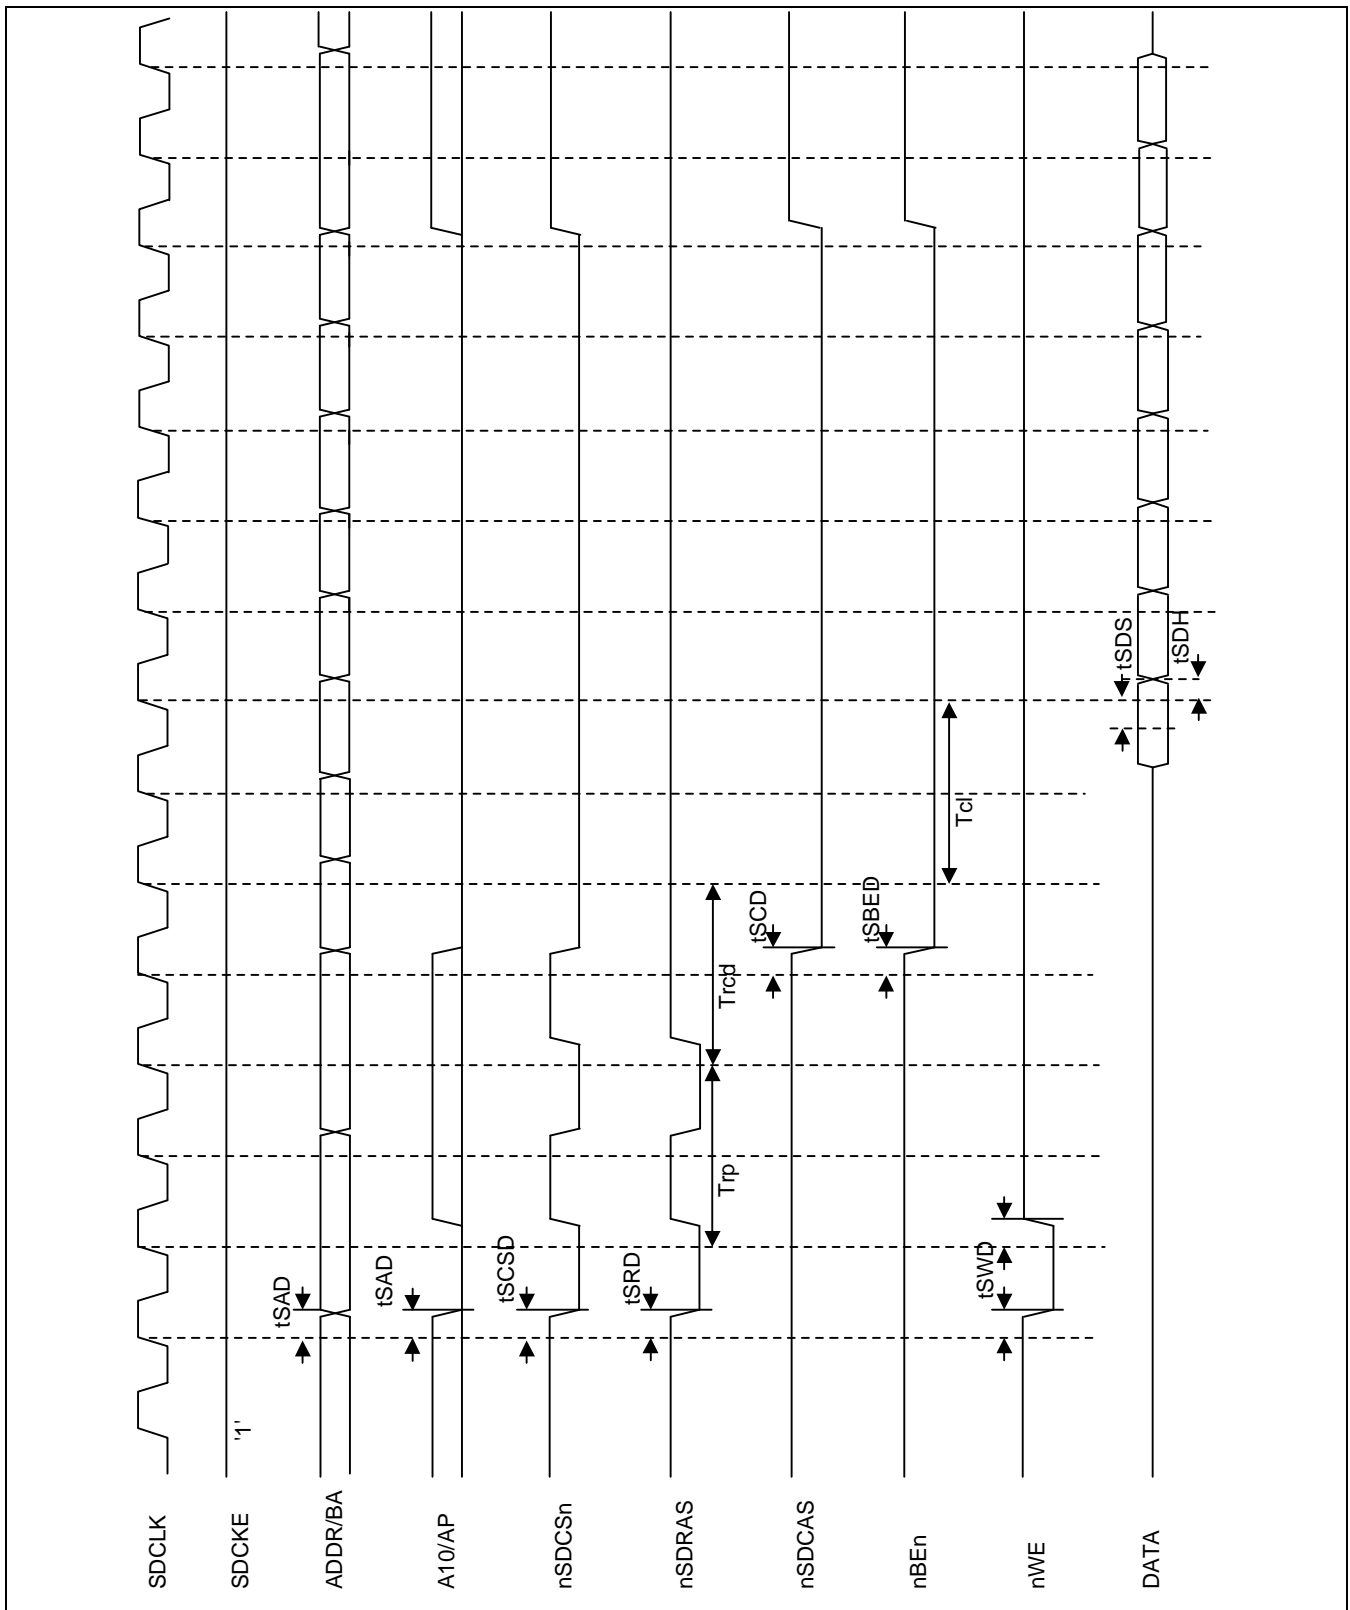 SDCLK
SDCKE
'1'
ADDR/BA
tSAD
A10/AP
tSAD
nSDCSn
tSCSD
nSDRAS
tSRD
Trp
Trcd
nSDCAS
tSCD
nBEn
tSBED
Tcl
nWE
tSWD
DATA
tSDS
tSDH